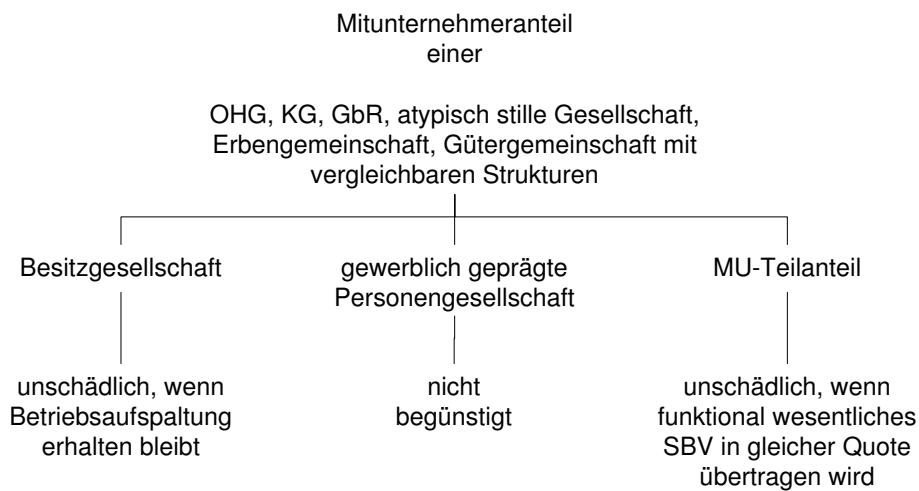 Mitunternehmeranteil
einer
OHG, KG, GbR, atypisch stille Gesellschaft,
Erbengemeinschaft, Gütergemeinschaft mit
vergleichbaren Strukturen
Besitzgesellschaft
gewerblich geprägte
Personengesellschaft
MU-Teilanteil
unschädlich, wenn
Betriebsaufspaltung
erhalten bleibt
nicht
begünstigt
unschädlich, wenn
funktional wesentliches
SBV in gleicher Quote
übertragen wird